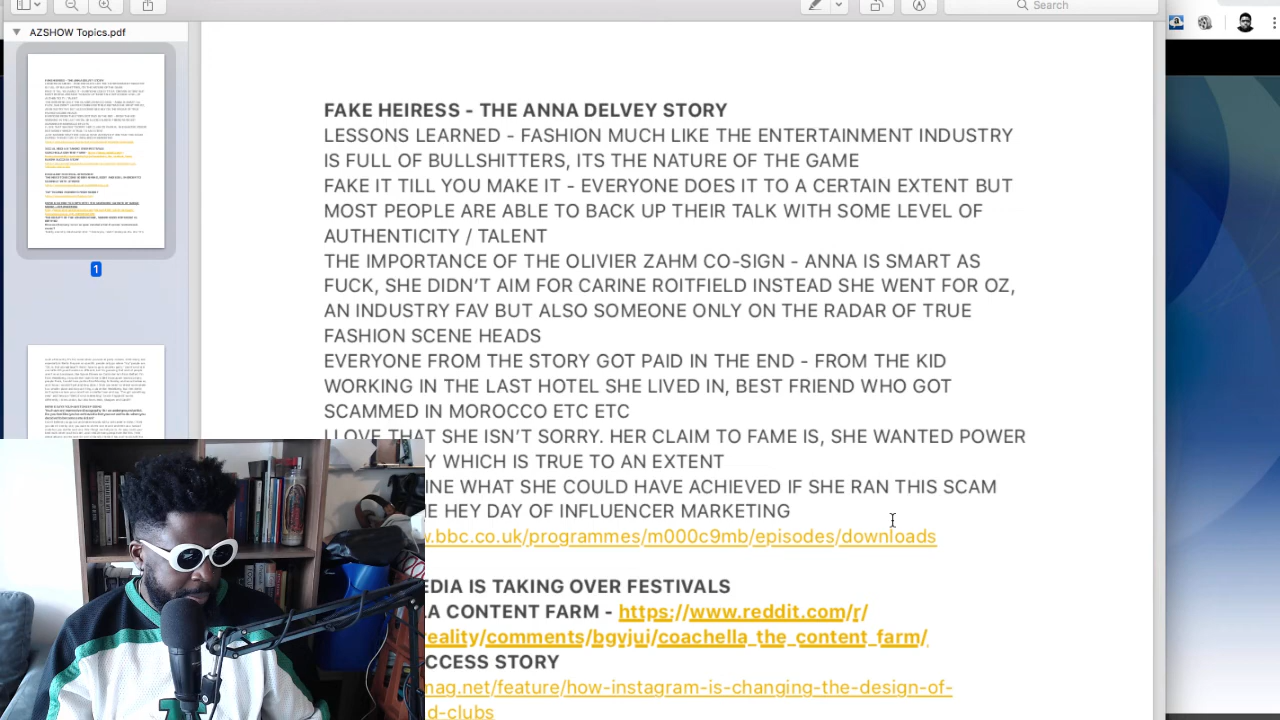 Search
AZSHOW Topics.pdf
1
FAKE HEIRESS - THE ANNA DELVEY STORY
LESSONS LEARNED - FASHION MUCH LIKE THE ENTERTAINMENT INDUSTRY
IS FULL OF BULLSHITTERS, ITS THE NATURE OF THE GAME
FAKE IT TILL YOU MAKE IT - EVERYONE DOES IT TO A CERTAIN EXTENT BUT
MOST PEOPLE ARE ABLE TO BACK UP THEIR TALK WITH SOME LEVEL OF
AUTHENTICITY / TALENT
THE IMPORTANCE OF THE OLIVIER ZAHM CO-SIGN - ANNA IS SMART AS
FUCK, SHE DIDN'T AIM FOR CARINE ROITFIELD INSTEAD SHE WENT FOR OZ,
AN INDUSTRY FAV BUT ALSO SOMEONE ONLY ON THE RADAR OF TRUE
FASHION SCENE HEADS
EVERYONE FROM THE STORY GOT PAID IN THE END - FROM THE KID
WORKING IN THE LAST HOTEL SHE LIVED IN, BEST FRIEND WHO GOT
SCAMMED IN MOROCCO ETC ETC
I LOVE THAT SHE ISN'T SORRY. HER CLAIM TO FAME IS, SHE WANTED POWER
Y WHICH IS TRUE TO AN EXTENT
INE WHAT SHE COULD HAVE ACHIEVED IF SHE RAN THIS SCAM
E HEY DAY OF INFLUENCER MARKETING
.bbc.co.uk/programmes/m000c9mb/episodes/downloads
EDIA IS TAKING OVER FESTIVALS
LA CONTENT FARM - https://www.reddit.com/r/
reality/comments/bgyjui/coachella_the_content_farm/
CCESS STORY
mag.net/feature/how-instagram-is-changing-the-design-of-
d-clubs